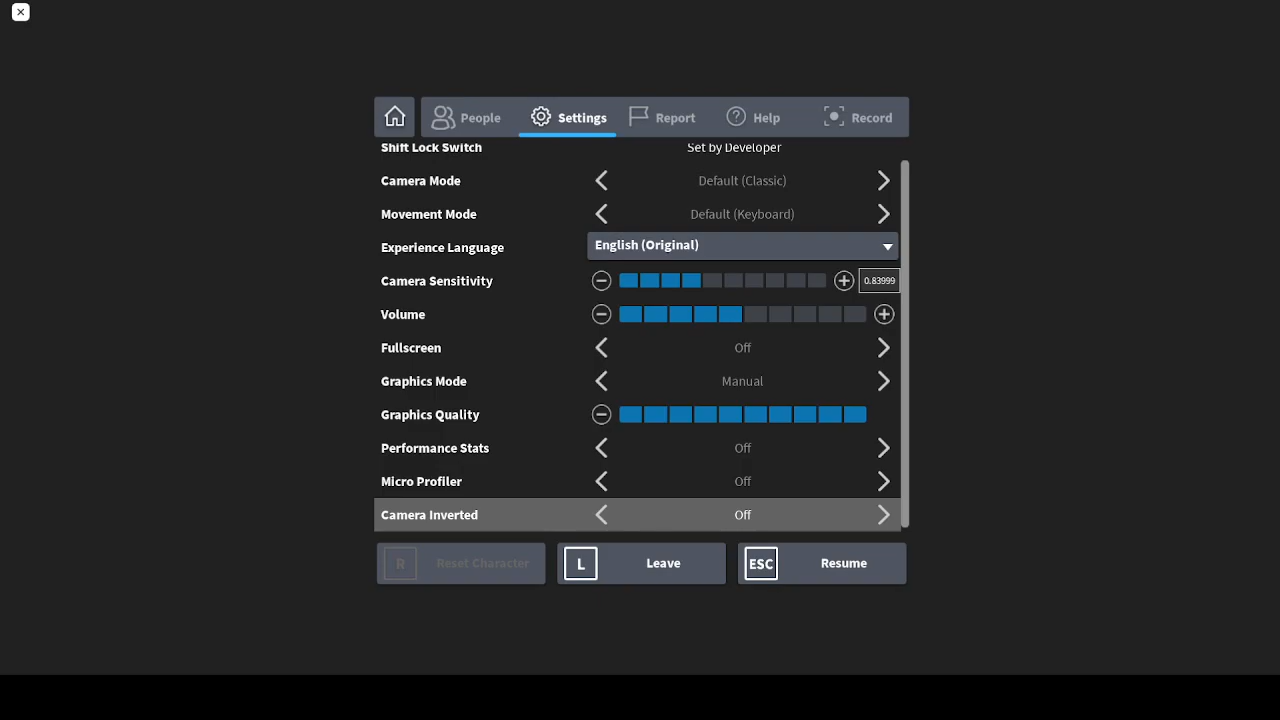 People Settings Report Help Record
Shift Lock Switch Set by Developer
Camera Mode Default (Classic)
Movement Mode Default (Keyboard)
Experience Language English (Original)
Camera Sensitivity 0.83999
Volume
Fullscreen Off
Graphics Mode Manual
Graphics Quality
Performance Stats Off
Micro Profiler Off
Camera Inverted Off
R Reset Character L Leave ESC Resume